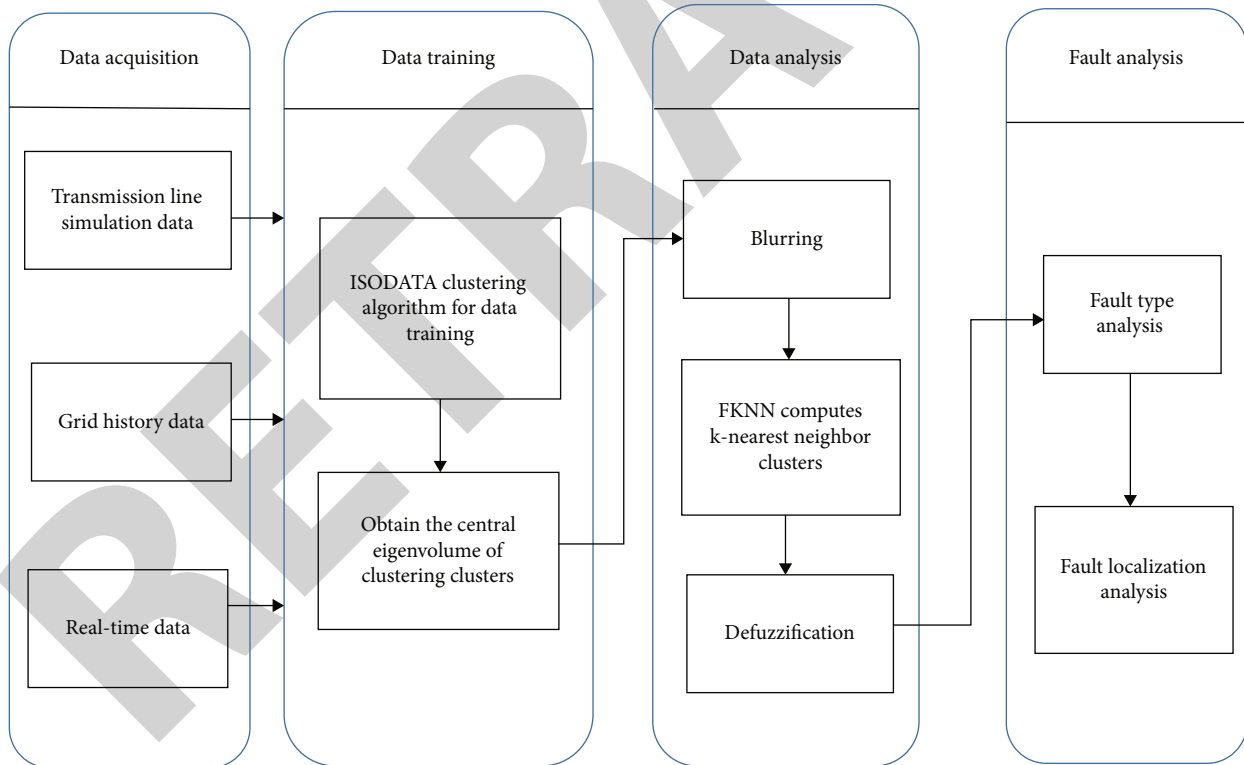 Data acquisition
Transmission line
simulation data
Grid history data
Real-time data
Data training
ISODATA clustering
algorithm for data
training
Obtain the central
eigenvolume of
clustering clusters
Data analysis
Blurring
FKNN computes
k-nearest neighbor
clusters
Defuzzification
Fault analysis
Fault type
analysis
Fault localization
analysis
RETRA